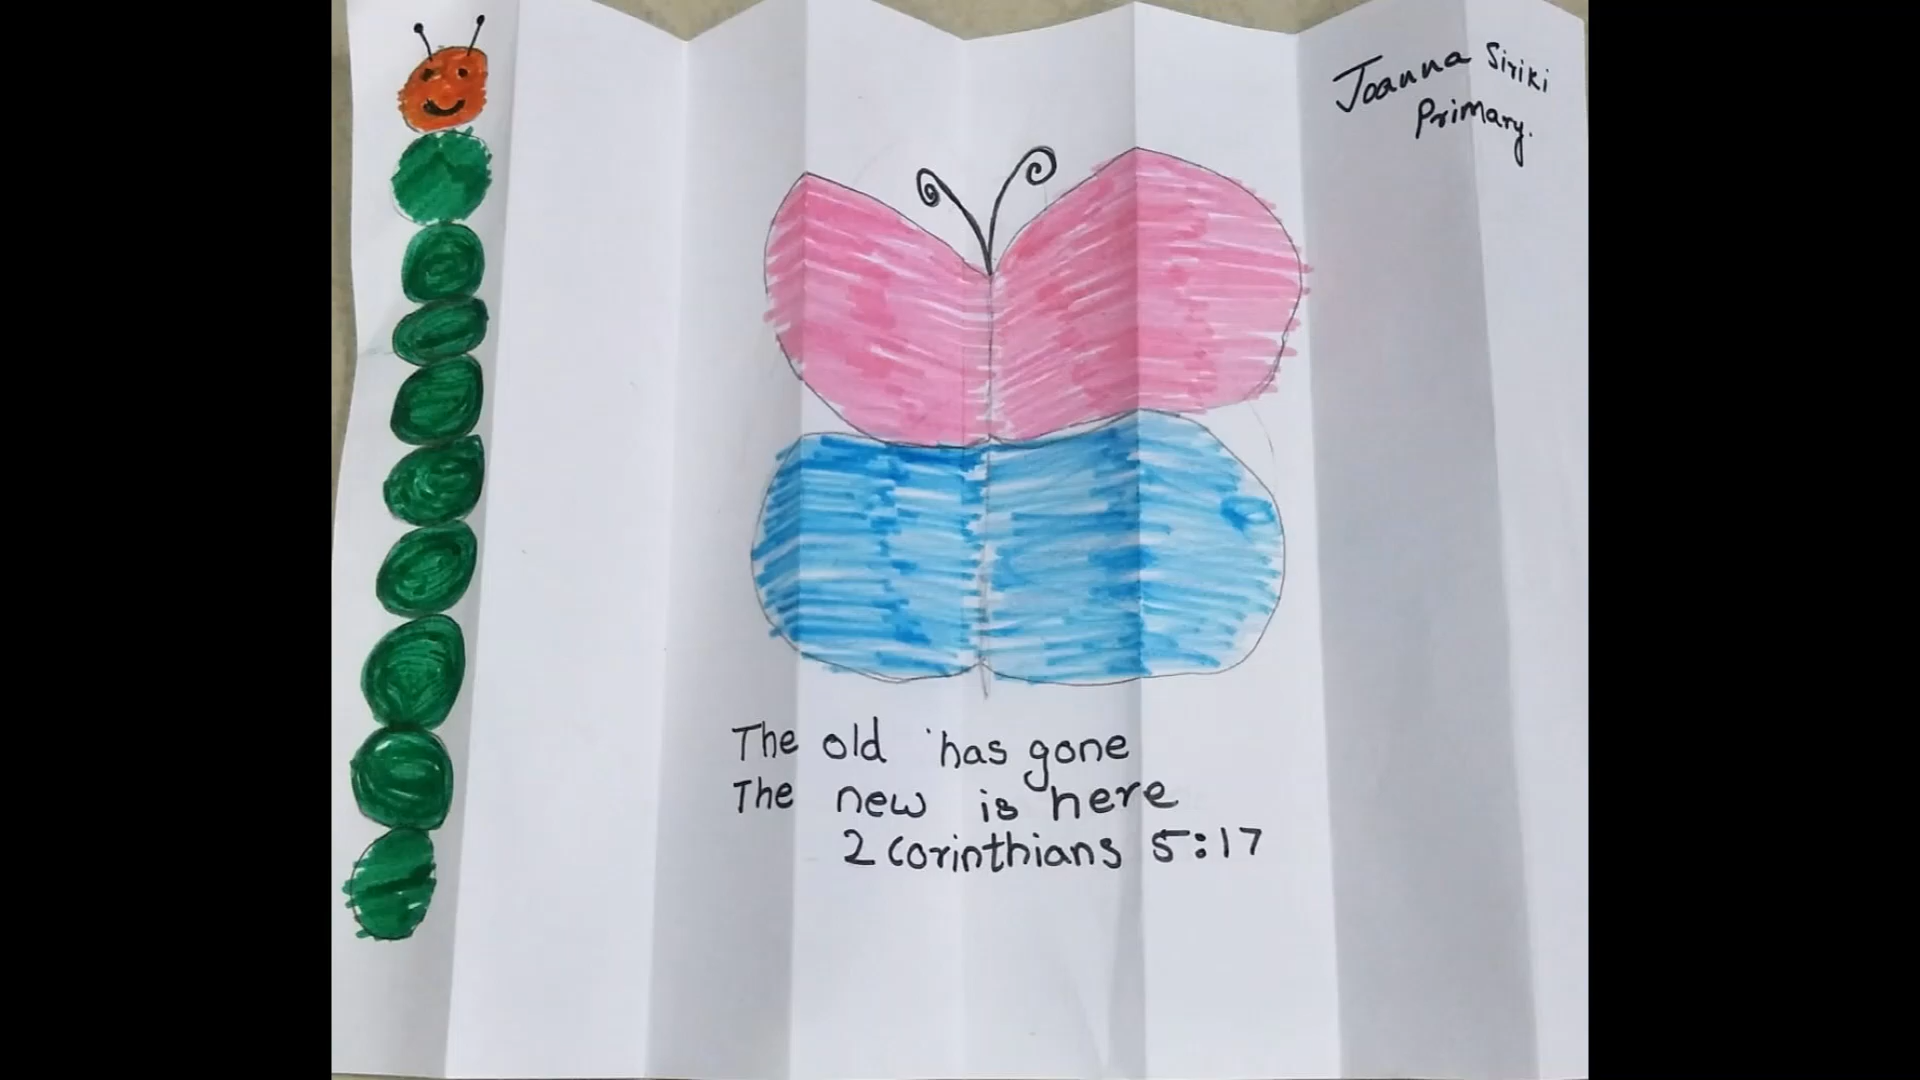 Joanna Siriki
Primary.
The old has gone
The new is here
2 Corinthians 5:17